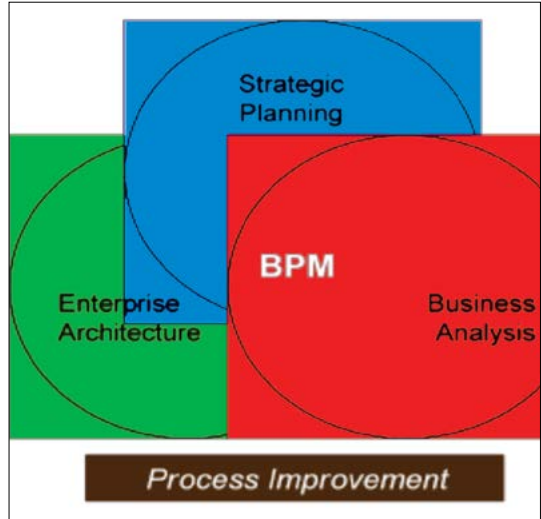 Strategic
Planning
BPM
Enterprise
Architecture
Business
Analysis
Process Improvement